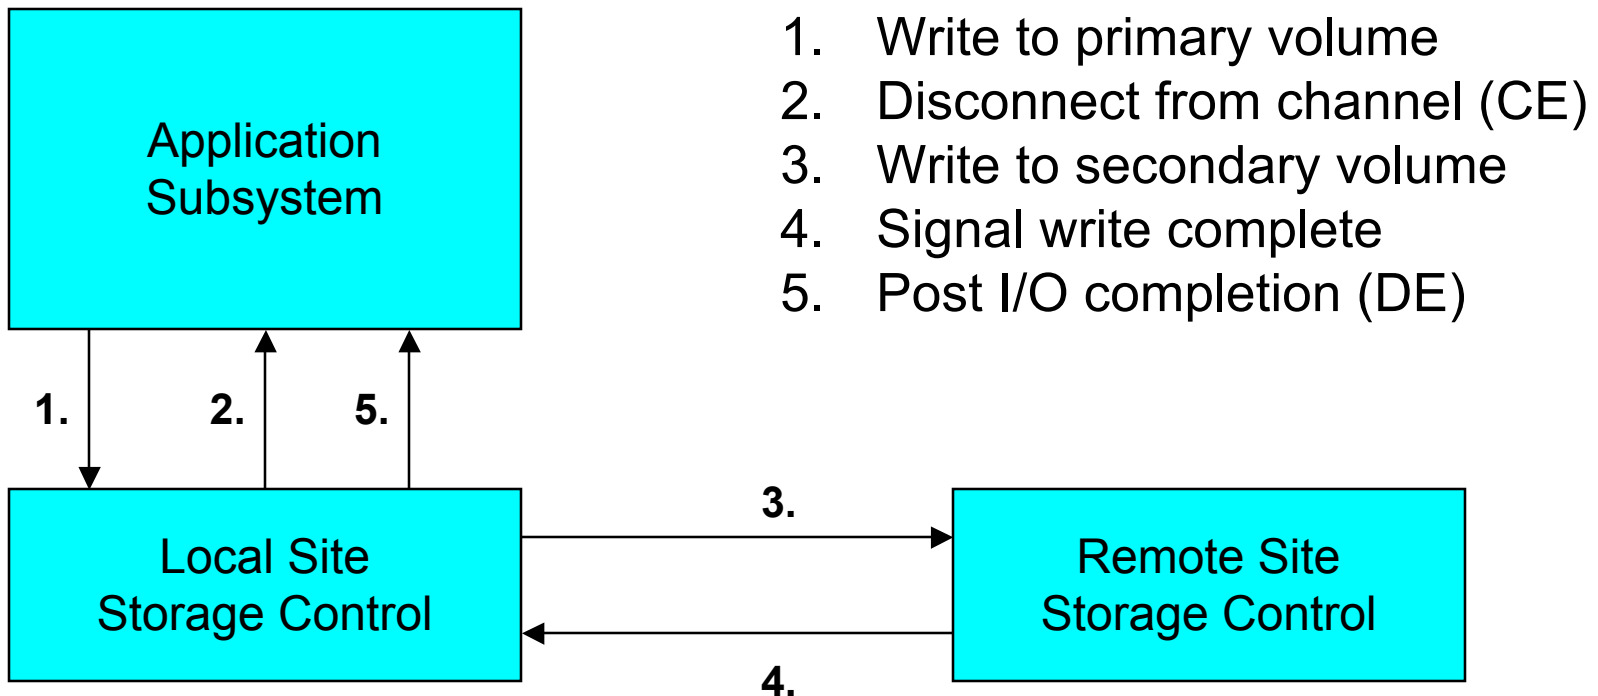 1. Write to primary volume
2. Disconnect from channel (CE)
3. Write to secondary volume
4. Signal write complete
5. Post I/O completion (DE)
Application
Subsystem
1.
2.
5.
3.
Local Site
Storage Control
Remote Site
Storage Control
4.